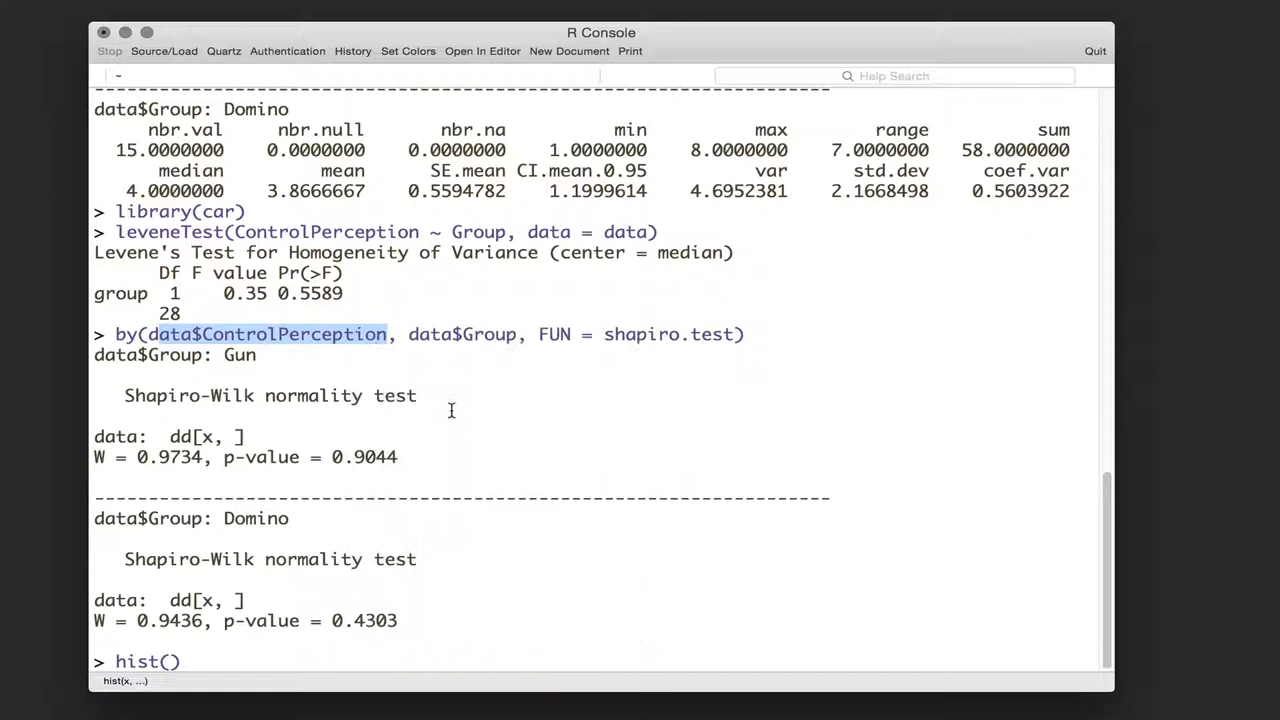 R Console
Stop Source/Load Quartz Authentication History Set Colors Open In Editor New Document Print Quit
~ Help Search
--------------------------------------------------------------------
data$Group: Domino
nbr.val nbr.null nbr.na min max range sum
15.0000000 0.0000000 0.0000000 1.0000000 8.0000000 7.0000000 58.0000000
median mean SE.mean CI.mean.0.95 var std.dev coef.var
4.0000000 3.8666667 0.5594782 1.1999614 4.6952381 2.1668498 0.5603922
> library(car)
> leveneTest(ControlPerception ~ Group, data = data)
Levene's Test for Homogeneity of Variance (center = median)
Df F value Pr(>F)
group 1 0.35 0.5589
28
> by(data$ControlPerception, data$Group, FUN = shapiro.test)
data$Group: Gun
Shapiro-Wilk normality test
data: dd[x, ]
W = 0.9734, p-value = 0.9044
--------------------------------------------------------------------
data$Group: Domino
Shapiro-Wilk normality test
data: dd[x, ]
W = 0.9436, p-value = 0.4303
> hist()
hist(x, ...)